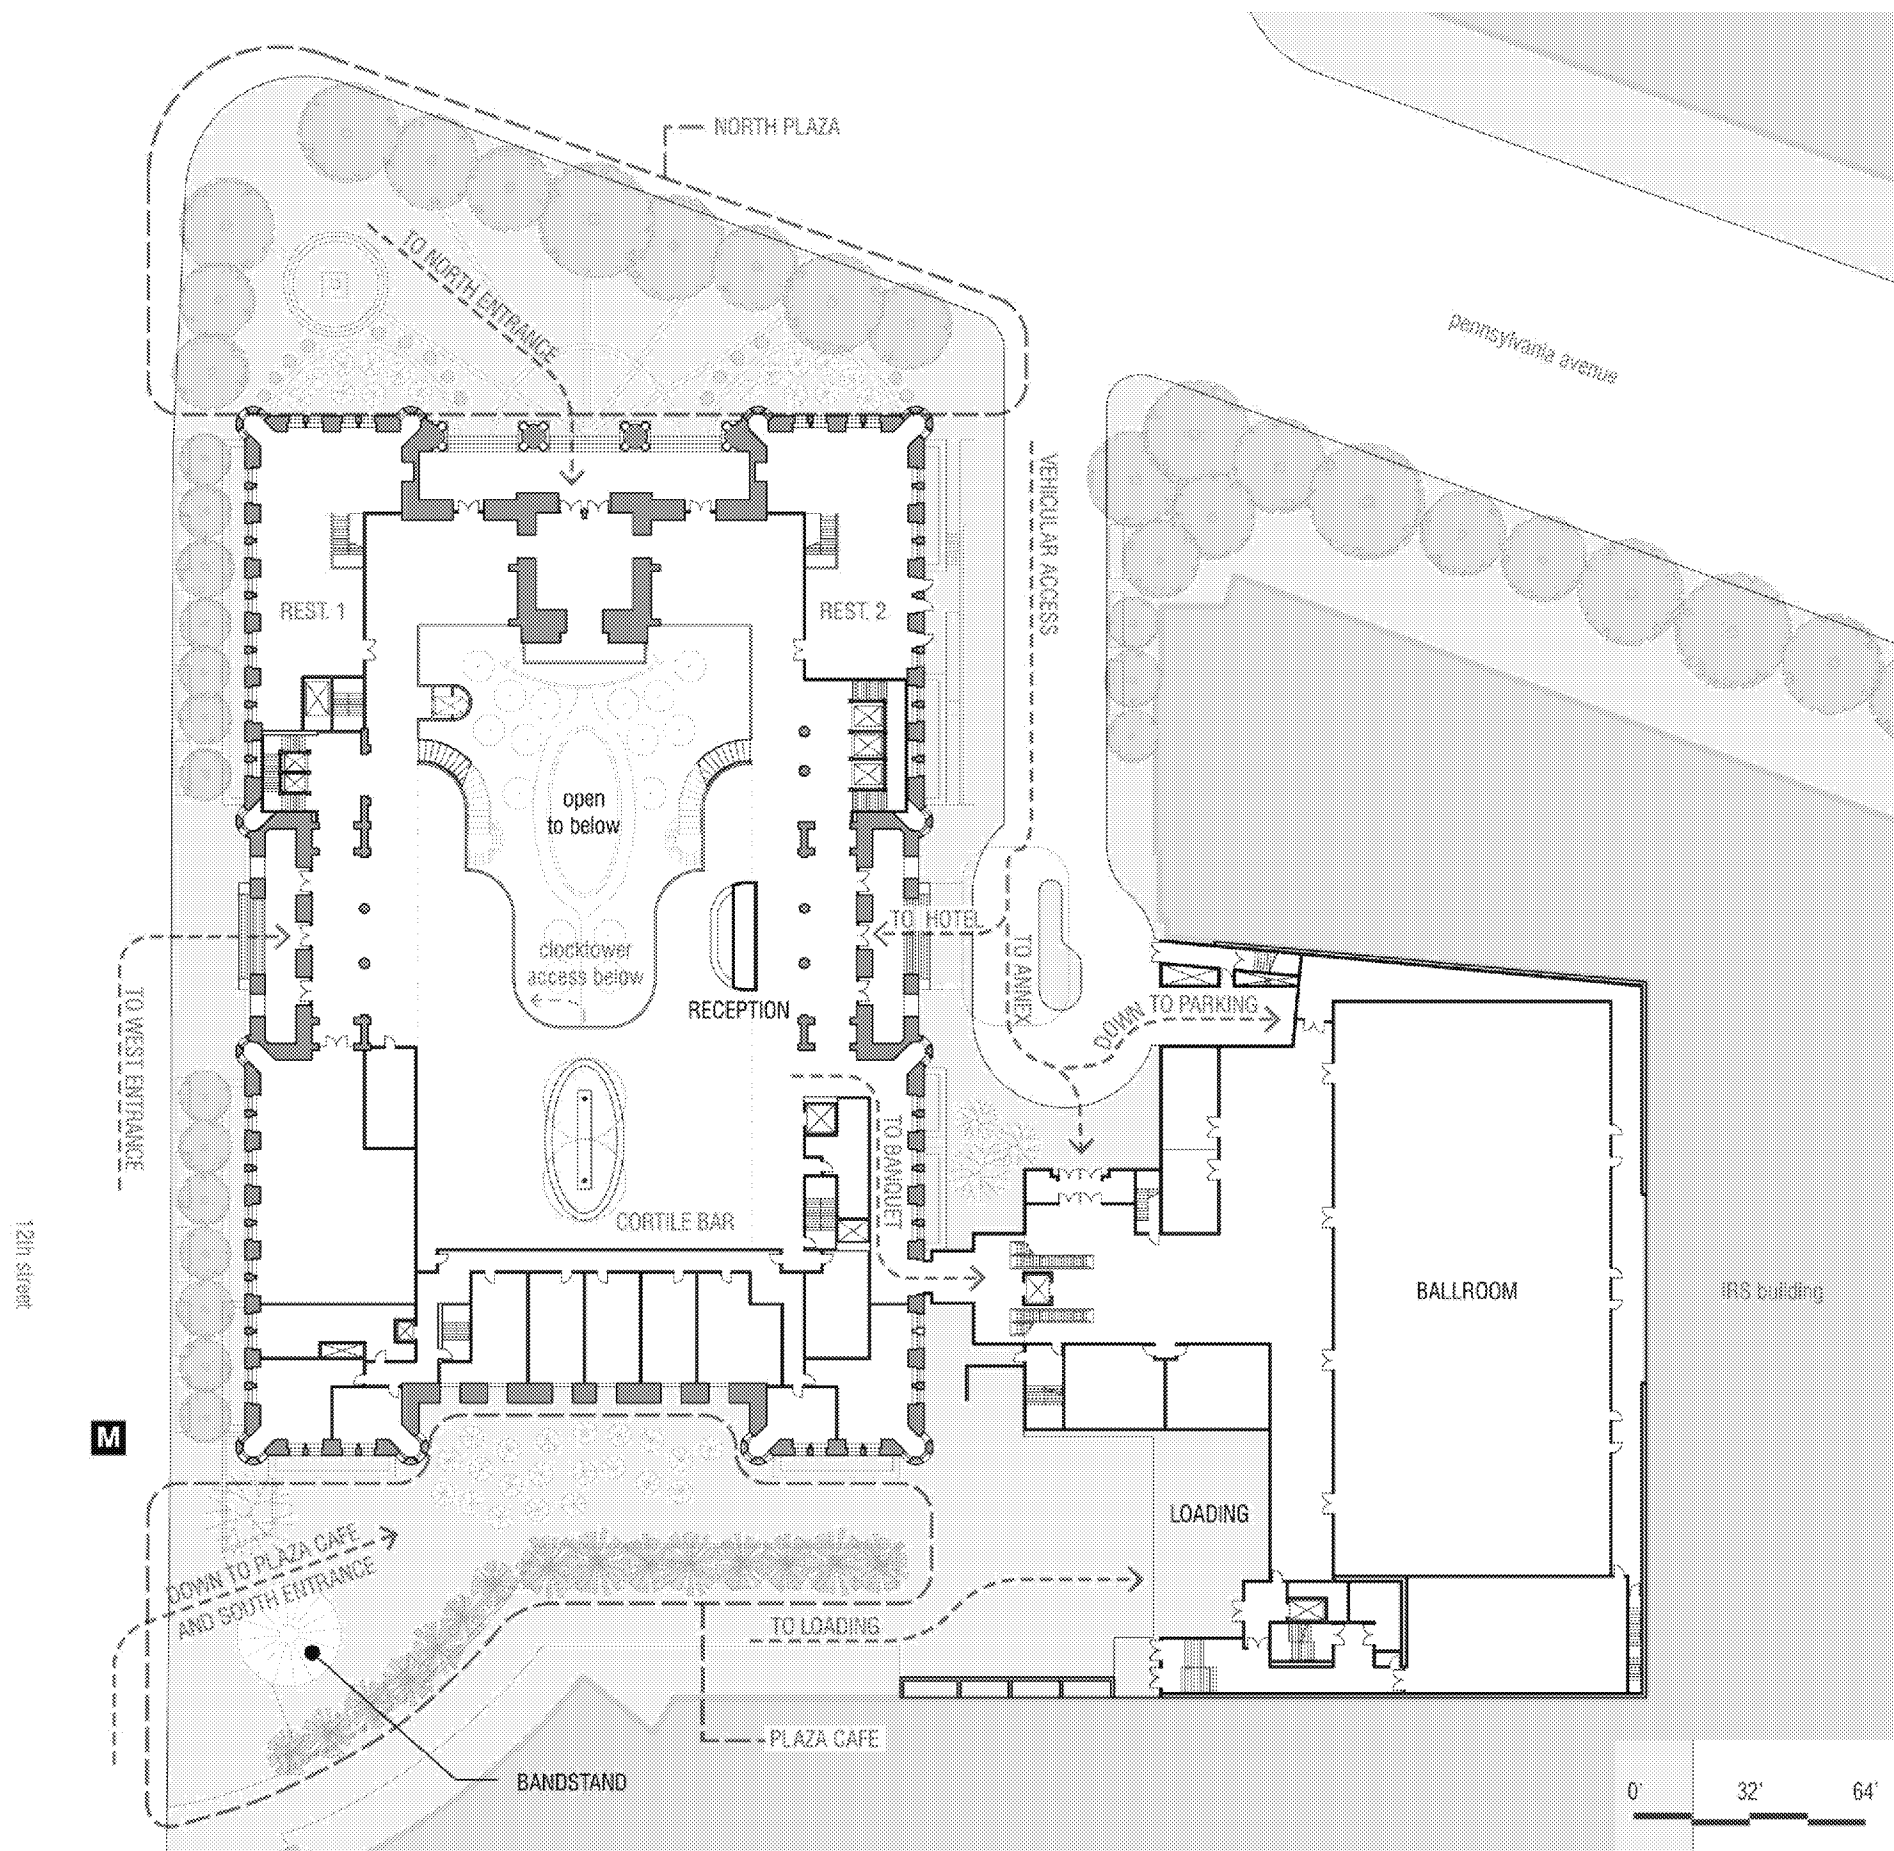 NORTH PLAZA
TO NORTH ENTRANCE
pennsylvania avenue
VEHICULAR ACCESS
REST. 1
REST. 2
open
to below
TO HOTEL
clocktower
access below
TO ANNEX
RECEPTION
DOWN TO PARKING
TO WEST ENTRANCE
TO BANQUET
CORTILE BAR
12th street
BALLROOM
IRS building
M
LOADING
DOWN TO PLAZA CAFE
AND SOUTH ENTRANCE
TO LOADING
PLAZA CAFE
BANDSTAND
0' 32' 64'